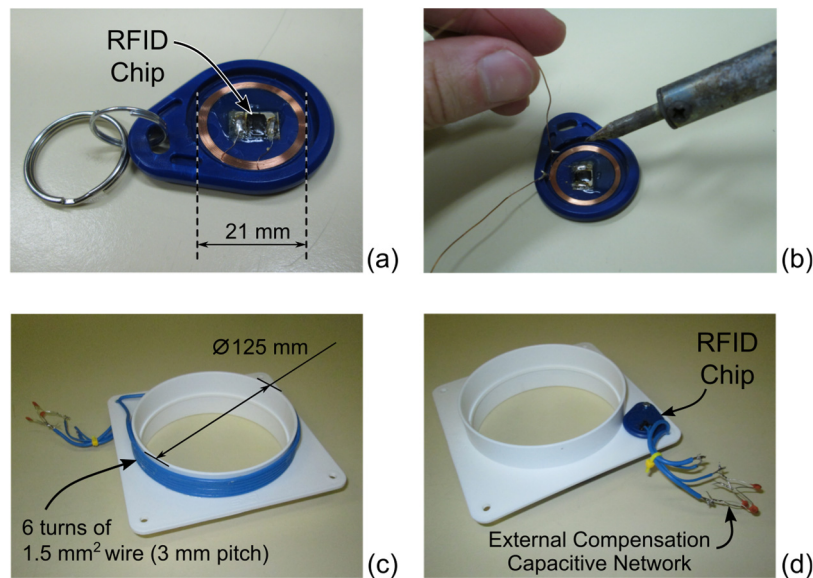 RFID
Chip
21 mm
(a)
(b)
Ø 125 mm
6 turns of
1.5 mm² wire (3 mm pitch)
(c)
RFID
Chip
External Compensation
Capacitive Network
(d)